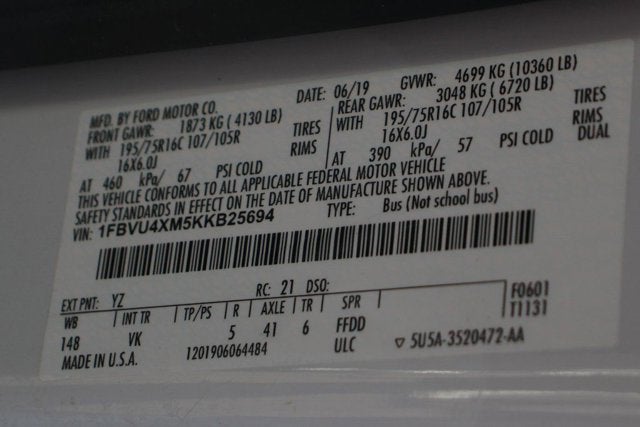 MFD. BY FORD MOTOR CO. DATE: 06/19 GVWR: 4699 KG (10360 LB)
FRONT GAWR: 1873 KG ( 4130 LB) REAR GAWR: 3048 KG ( 6720 LB)
WITH 195/75R16C 107/105R TIRES WITH 195/75R16C 107/105R TIRES
16X6.0J RIMS 16X6.0J RIMS
AT 460 kPa/ 67 PSI COLD AT 390 kPa/ 57 PSI COLD DUAL
THIS VEHICLE CONFORMS TO ALL APPLICABLE FEDERAL MOTOR VEHICLE
SAFETY STANDARDS IN EFFECT ON THE DATE OF MANUFACTURE SHOWN ABOVE.
VIN: 1FBVU4XM5KKB25694 TYPE: Bus (Not school bus)
EXT PNT: YZ RC: 21 DSO: F0601
WB INT TR TP/PS R AXLE TR SPR T1131
148 VK 5 41 6 FFDD
MADE IN U.S.A. 1201906064484 ULC ▽ 5U5A-3520472-AA